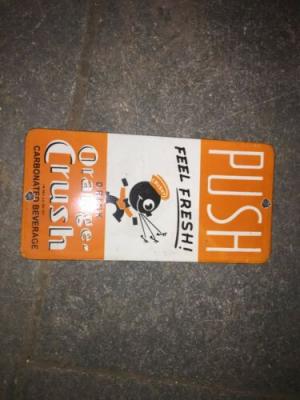 PUSH
FEEL FRESH!
DRINK
Orange-
Crush
CARBONATED BEVERAGE